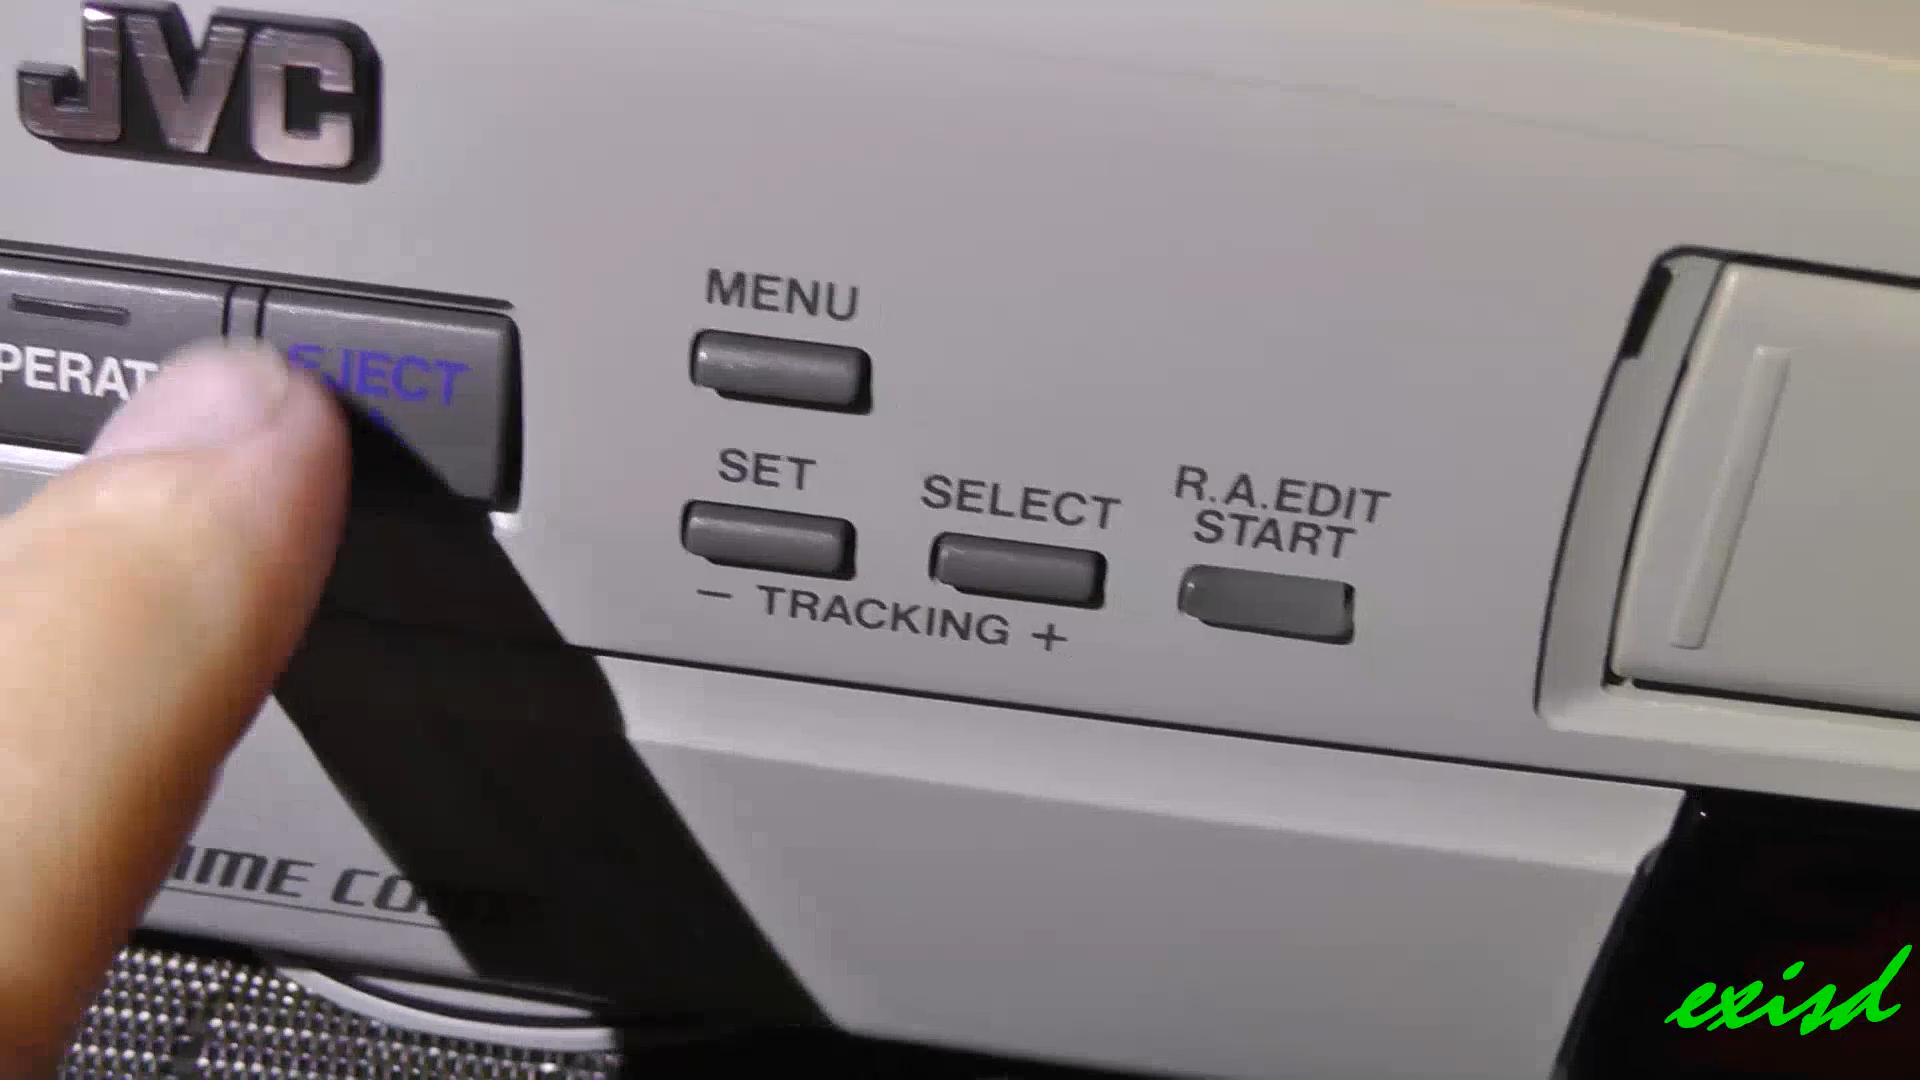 JVC
EJECT
MENU
SET
SELECT
R.A.EDIT
START
− TRACKING +
exisd